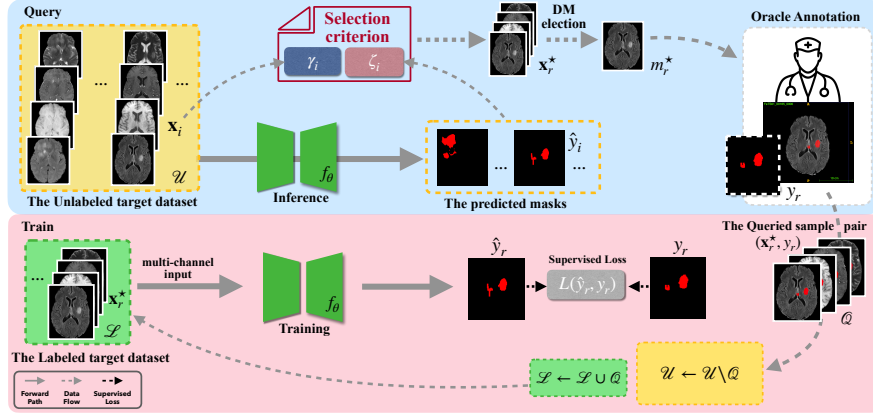 Query
Selection
criterion
γ_i
ζ_i
DM
election
x_r^★
m_r^★
Oracle Annotation
...
...
x_i
𝒰
The Unlabeled target dataset
f_θ
Inference
ŷ_i
...
...
The predicted masks
y_r
Train
The Queried sample pair
(x_r^★, y_r)
𝒬
...
x_r^★
ℒ
The Labeled target dataset
multi-channel
input
f_θ
Training
ŷ_r
Supervised Loss
L(ŷ_r, y_r)
y_r
ℒ ← ℒ ∪ 𝒬
𝒰 ← 𝒰\𝒬
Forward
Path
Data
Flow
Supervised
Loss